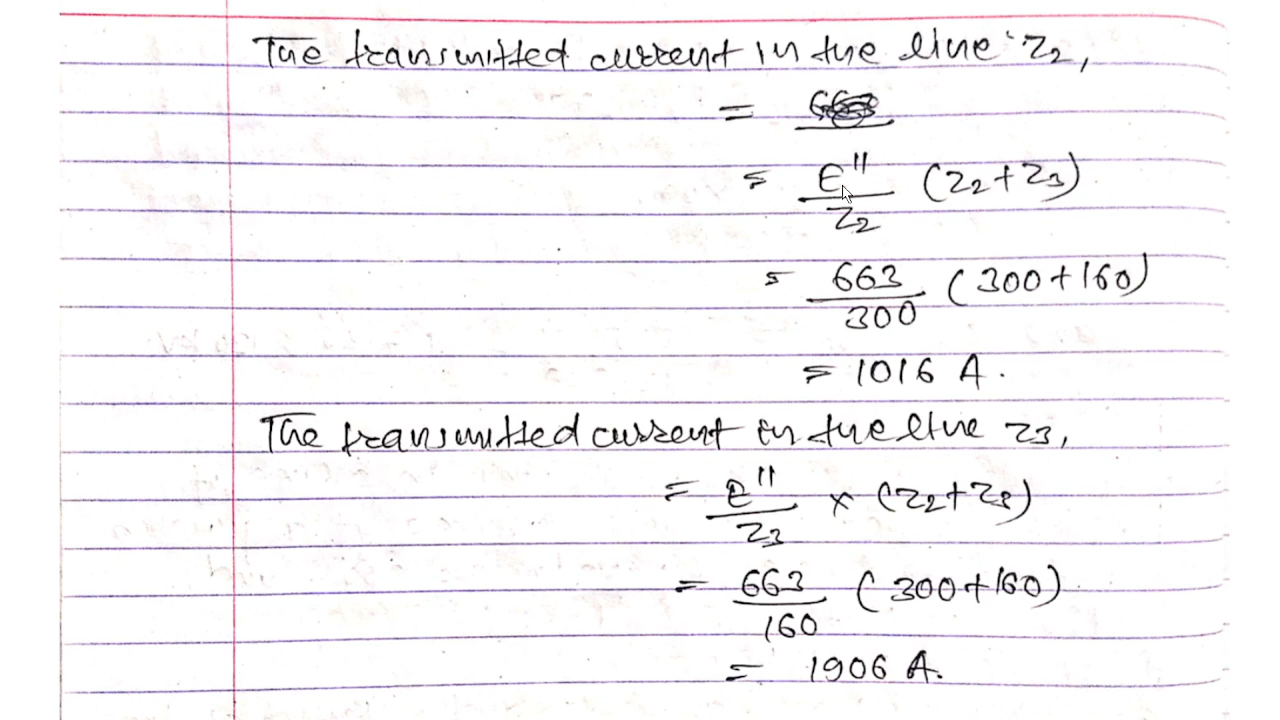 The transmitted current in the line Z2,
=
= E" / Z2 (Z2+Z3)
= 663 / 300 (300+160)
= 1016 A.
The transmitted current in the line Z3,
= E" / Z3 × (Z2+Z3)
= 663 / 160 (300+160)
= 1906 A.